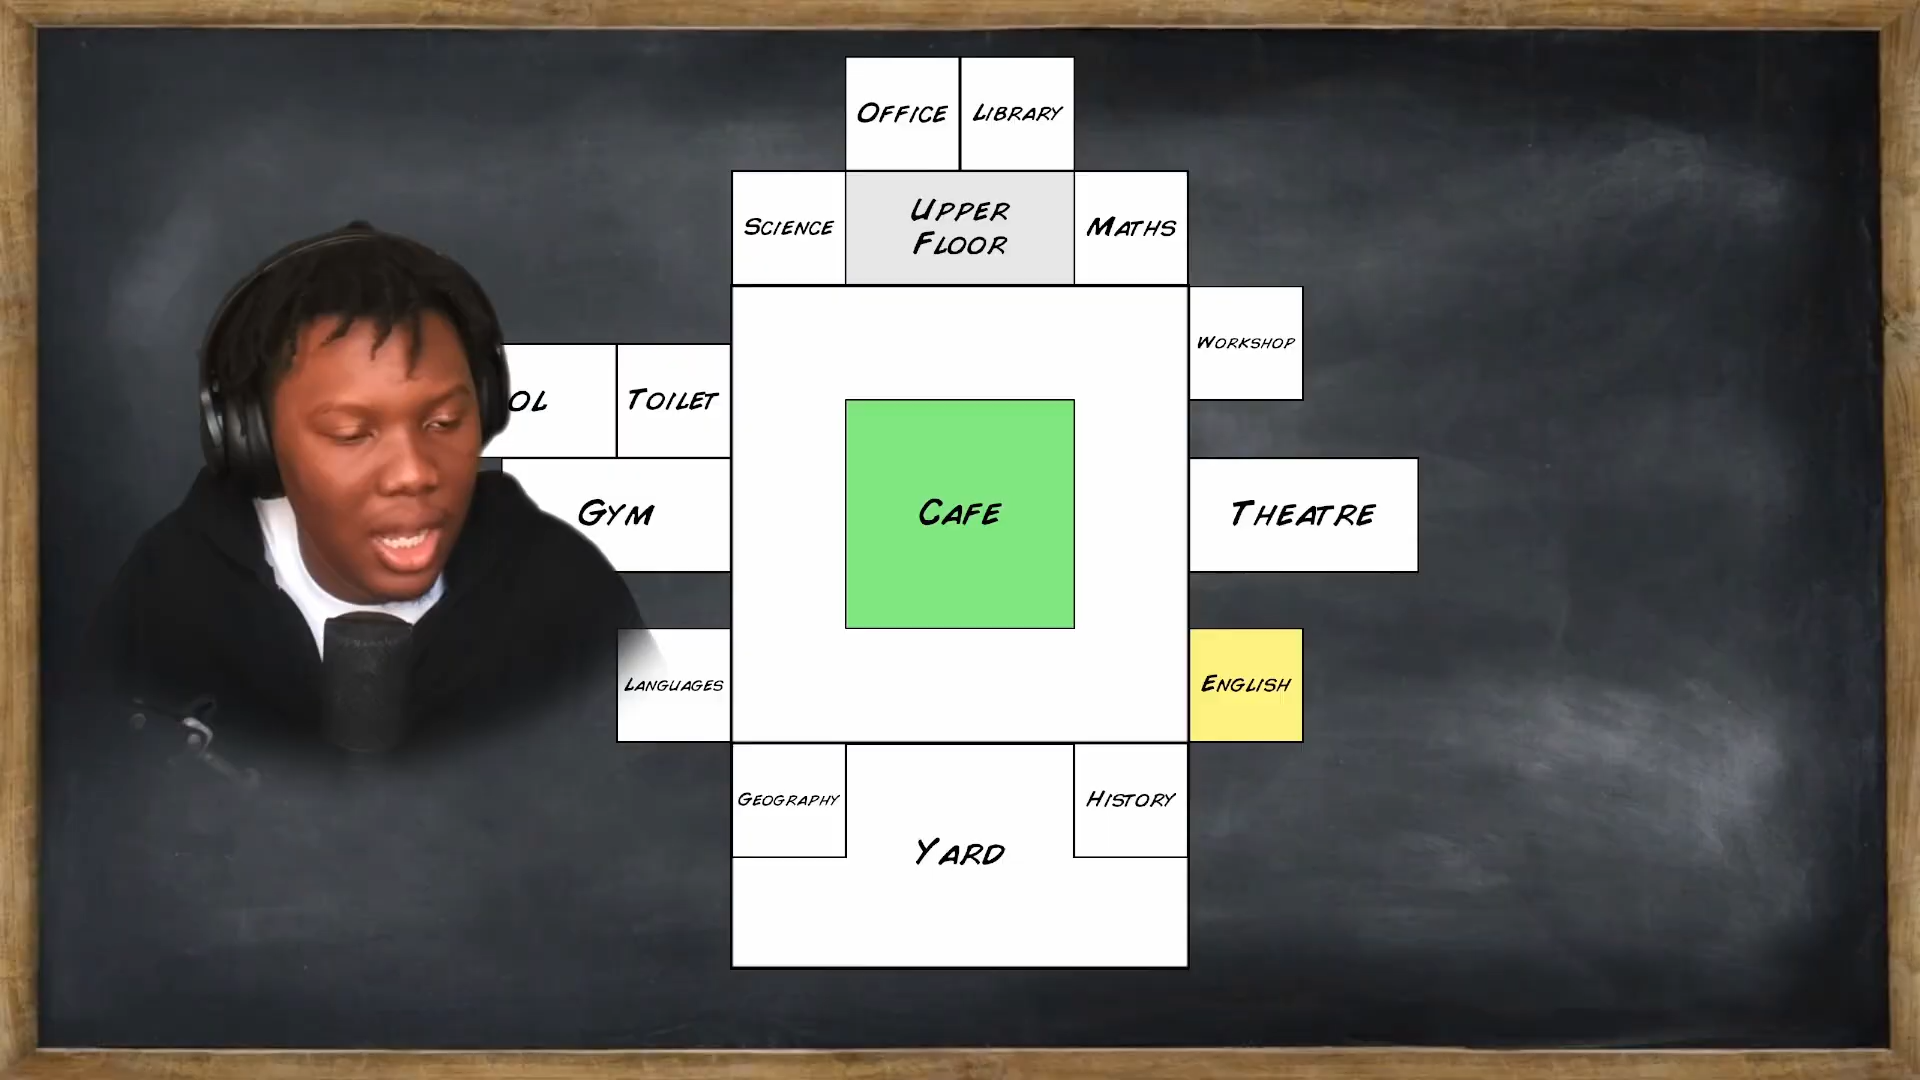 Office Library
Science
Upper
Floor
Maths
Workshop
OL
Toilet
Gym
Cafe
Theatre
Languages
English
Geography
History
Yard